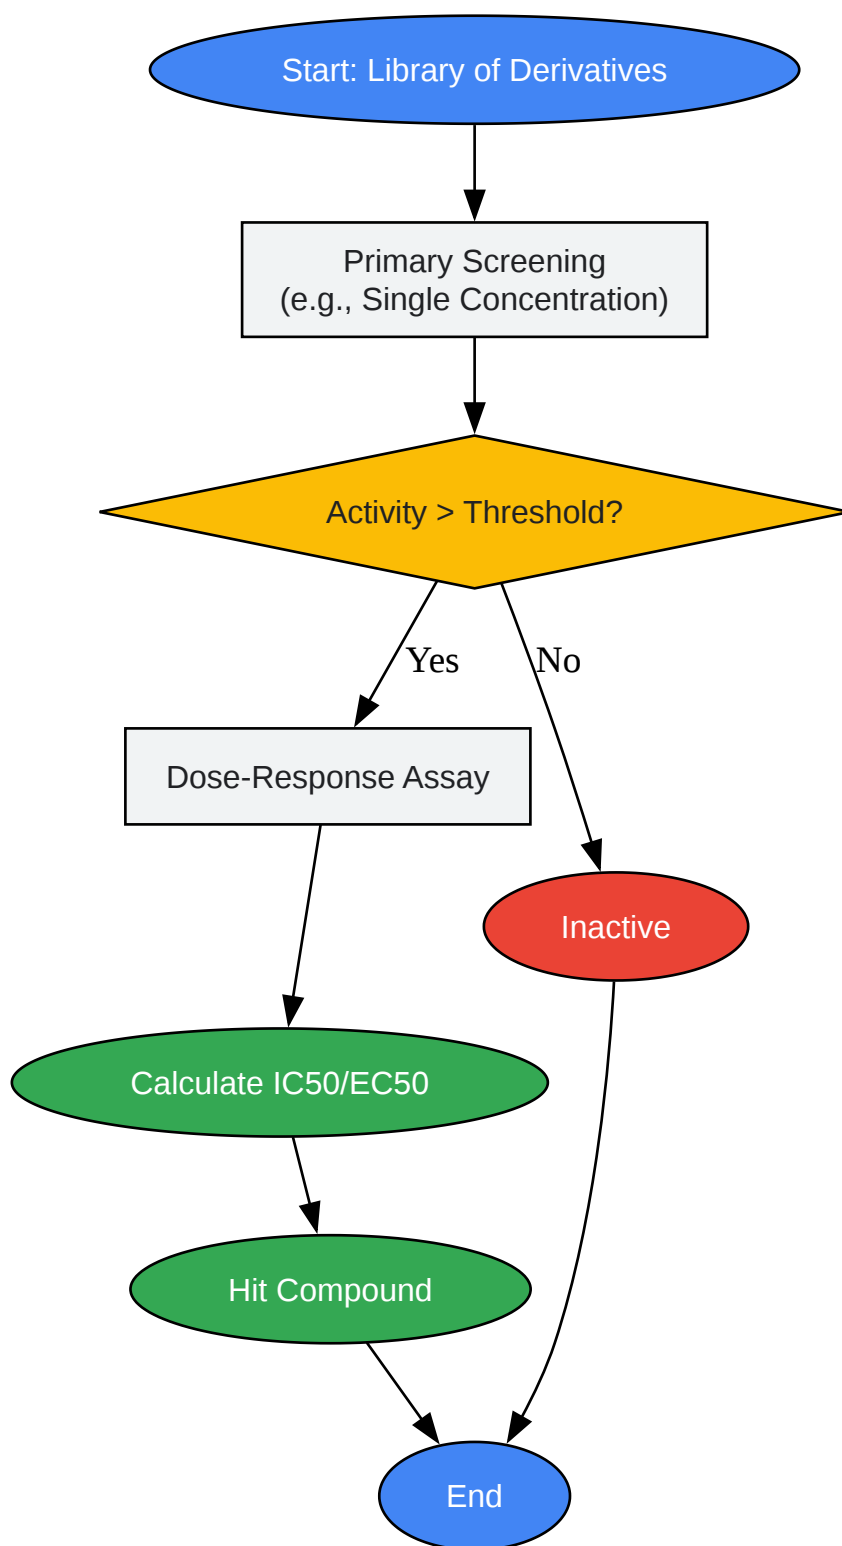 Start: Library of Derivatives
Primary Screening
(e.g., Single Concentration)
Activity > Threshold?
Yes
No
Dose-Response Assay
Inactive
Calculate IC50/EC50
Hit Compound
End